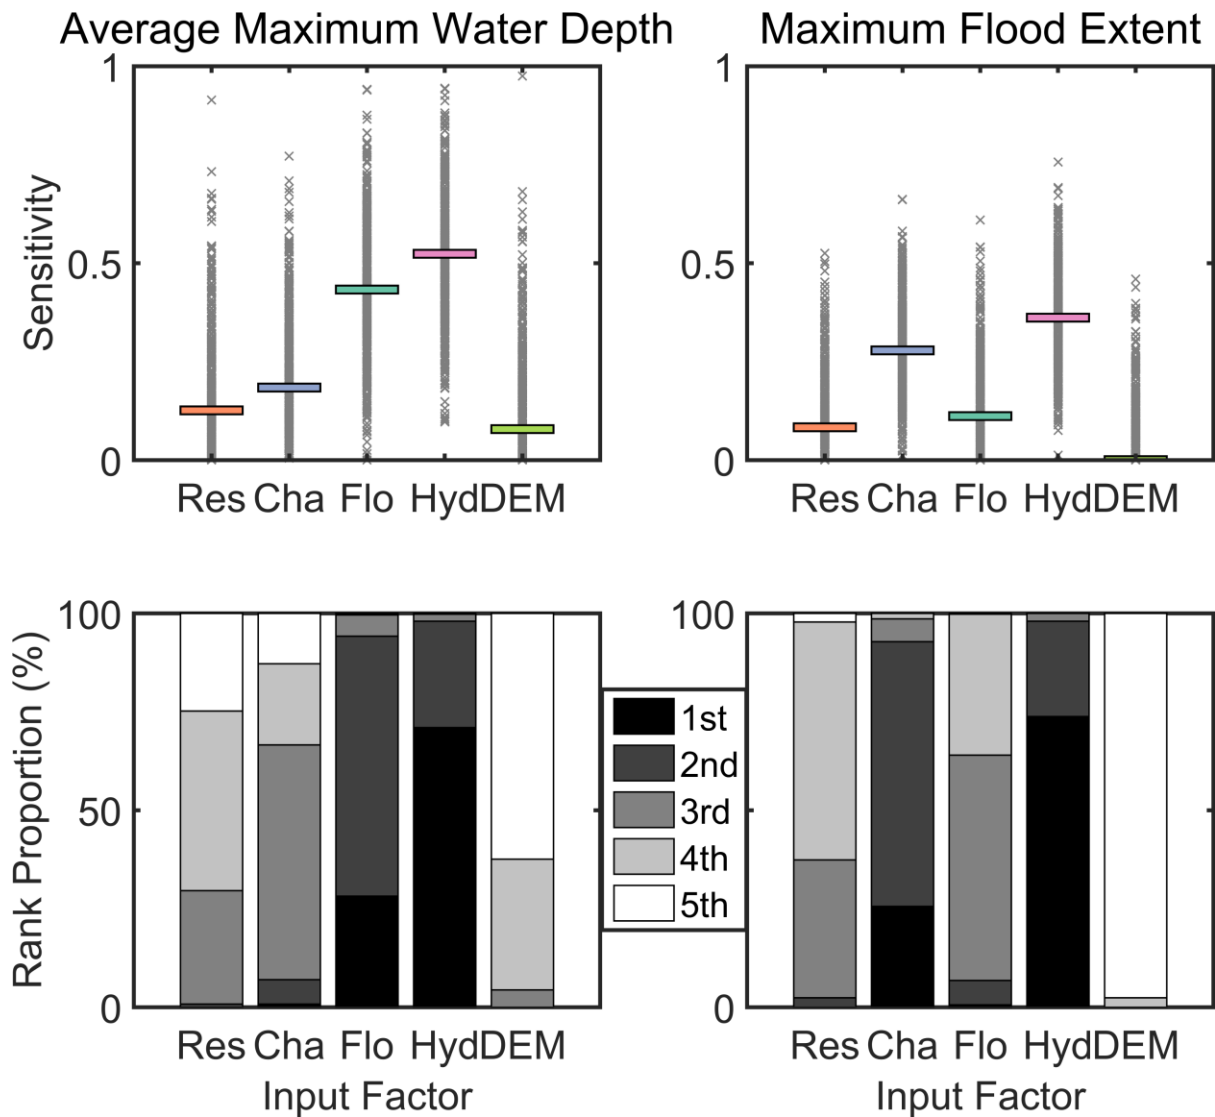 Average Maximum Water Depth
Maximum Flood Extent
Sensitivity
1
0.5
0
Res Cha Flo HydDEM
1
0.5
0
Res Cha Flo HydDEM
Rank Proportion (%)
100
50
0
Res Cha Flo HydDEM
Input Factor
1st
2nd
3rd
4th
5th
100
50
0
Res Cha Flo HydDEM
Input Factor